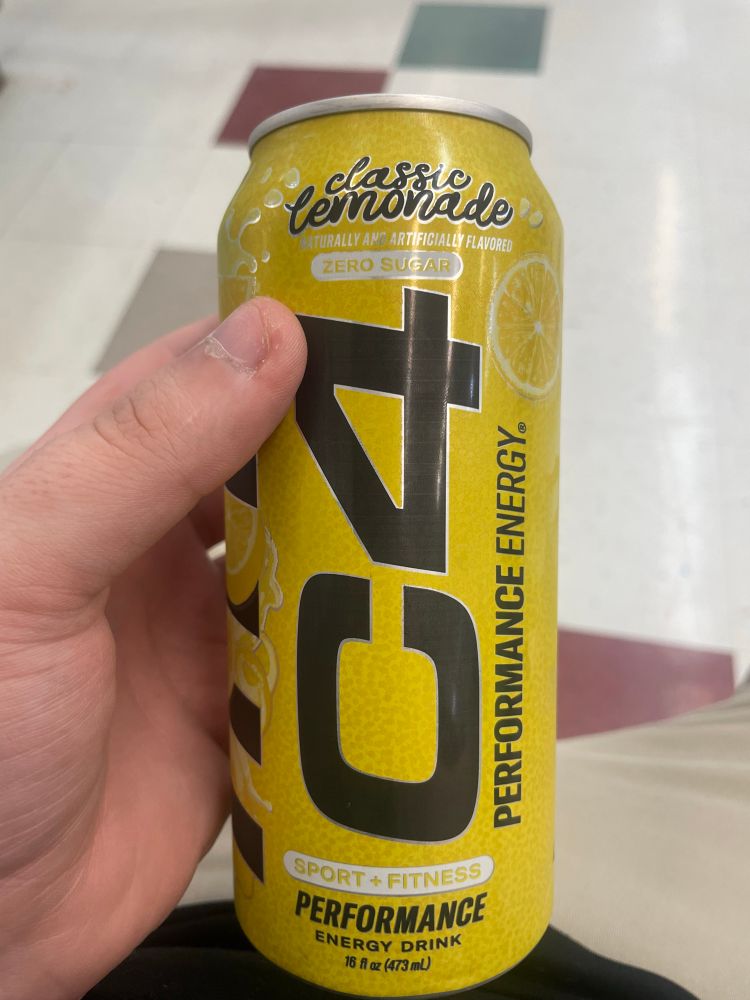 classic
lemonade
NATURALLY AND ARTIFICIALLY FLAVORED
ZERO SUGAR
C4
PERFORMANCE ENERGY®
SPORT + FITNESS
PERFORMANCE
ENERGY DRINK
16 fl oz (473 mL)